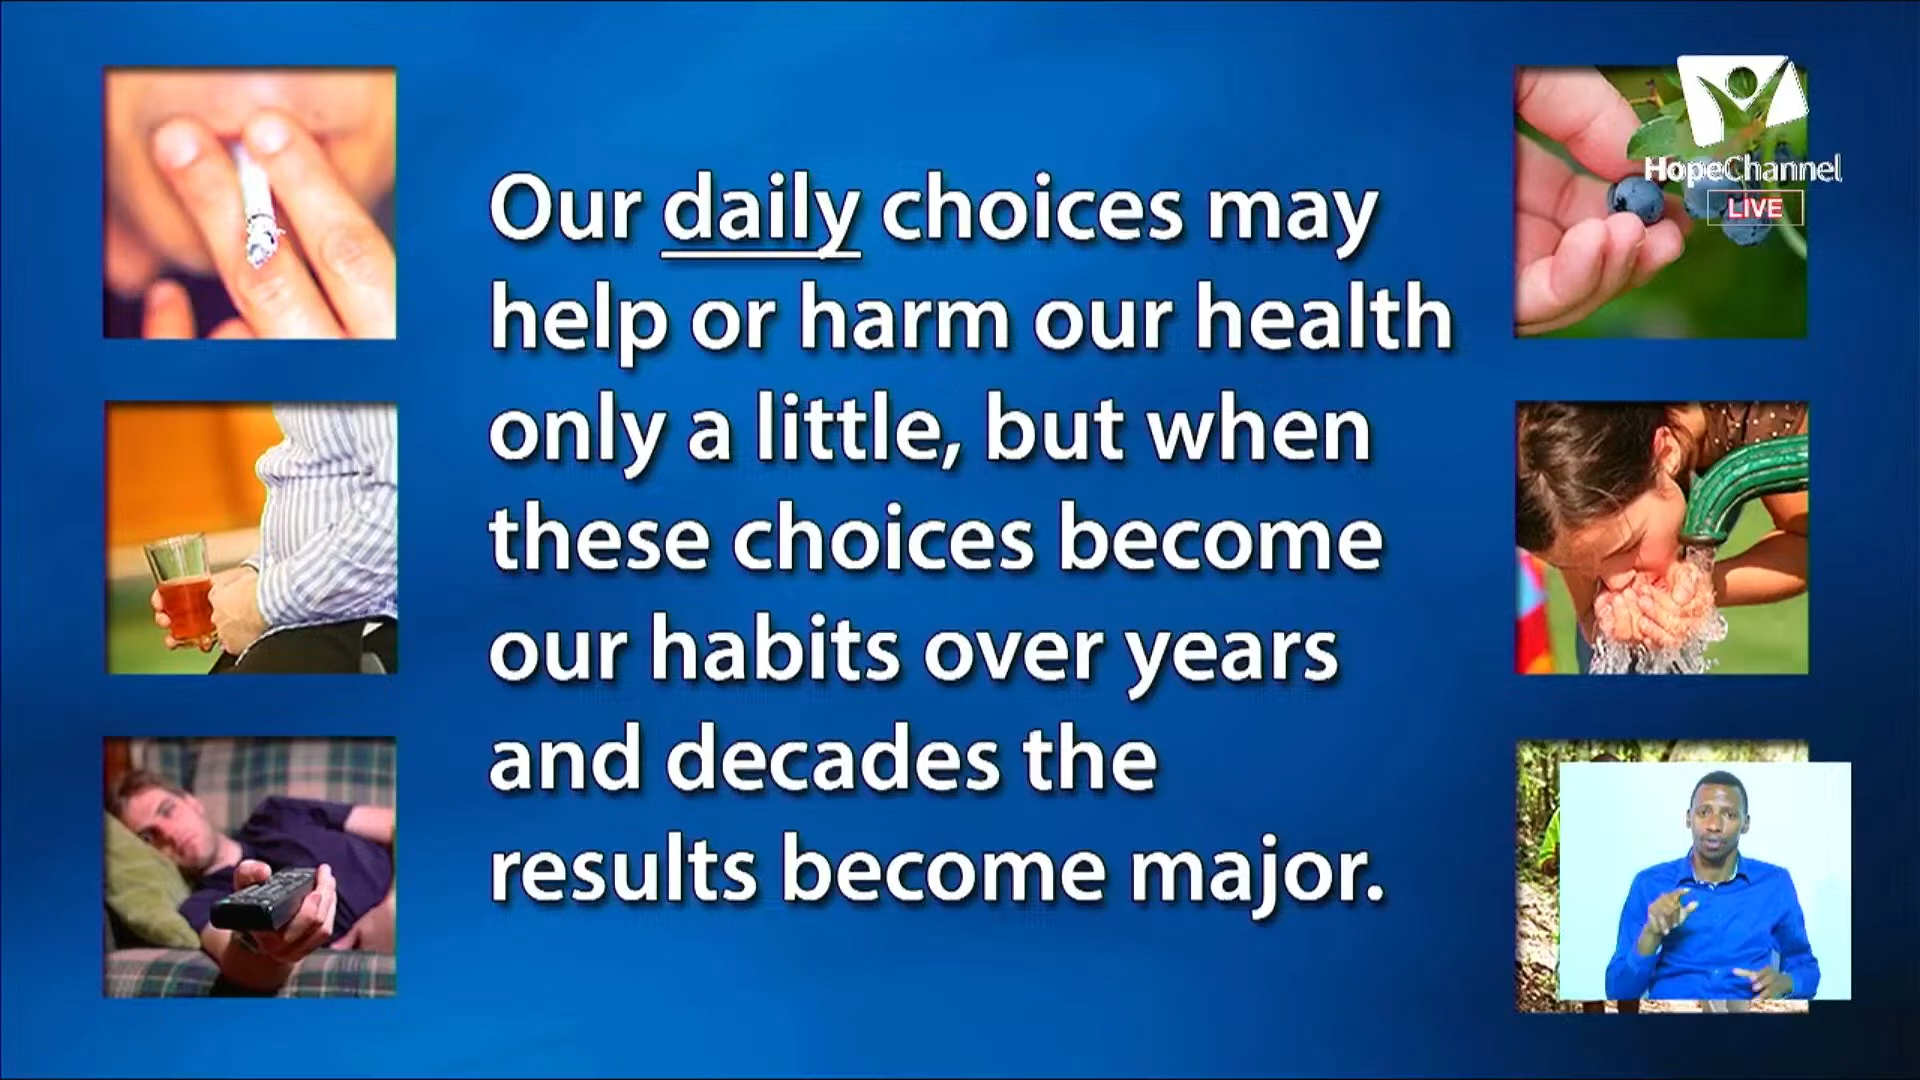 HopeChannel
LIVE
Our daily choices may
help or harm our health
only a little, but when
these choices become
our habits over years
and decades the
results become major.